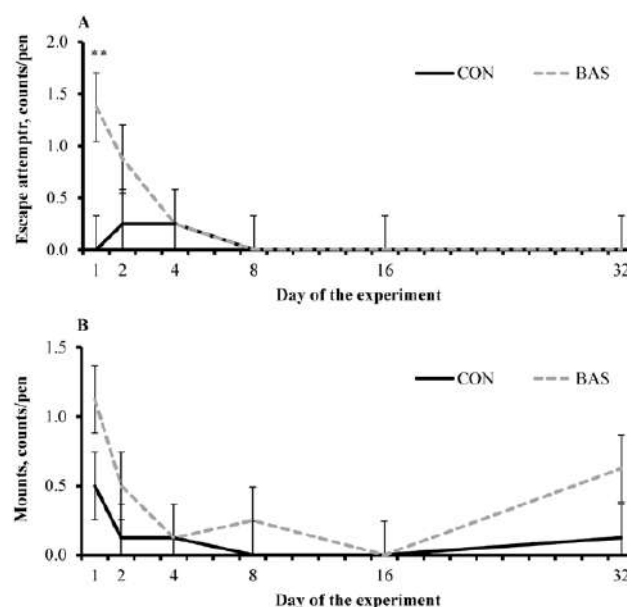 A
2.0
**
CON BAS
1.5
1.0
0.5
0.0
1 2 4 8 16 32
Day of the experiment
Escape attemptr, counts/pen
B
1.5
CON BAS
1.0
0.5
0.0
1 2 4 8 16 32
Day of the experiment
Mounts, counts/pen